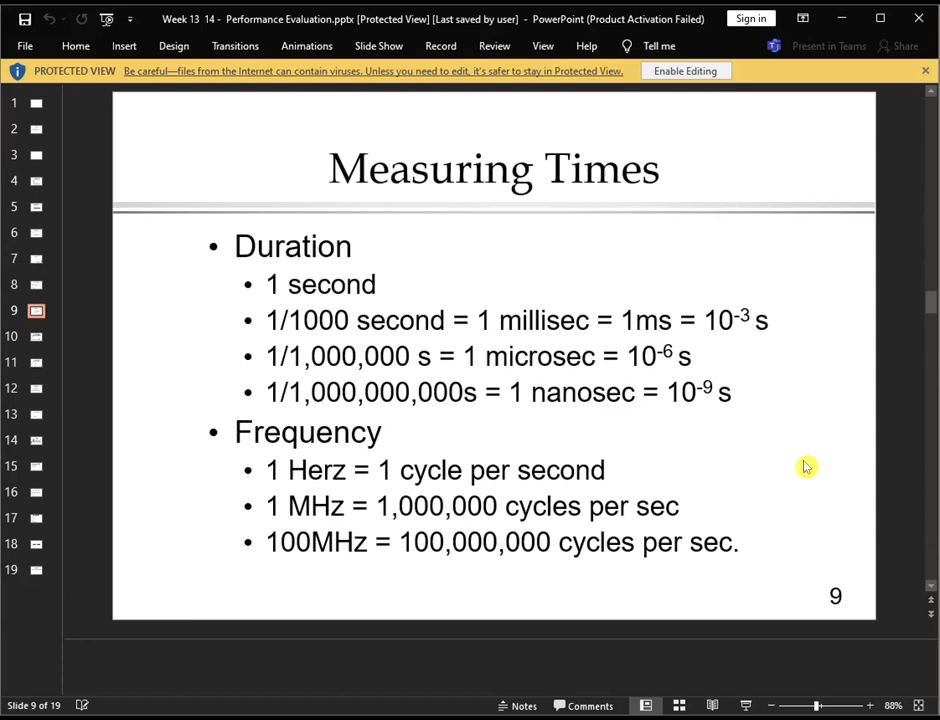 Week 13 14 - Performance Evaluation.pptx [Protected View] [Last saved by user] - PowerPoint (Product Activation Failed)
Sign in
File Home Insert Design Transitions Animations Slide Show Record Review View Help Tell me Present in Teams Share
PROTECTED VIEW Be careful—files from the Internet can contain viruses. Unless you need to edit, it's safer to stay in Protected View. Enable Editing
1
2
3
4
5
6
7
8
9
10
11
12
13
14
15
16
17
18
19
Measuring Times
• Duration
• 1 second
• 1/1000 second = 1 millisec = 1ms = 10⁻³ s
• 1/1,000,000 s = 1 microsec = 10⁻⁶ s
• 1/1,000,000,000s = 1 nanosec = 10⁻⁹ s
• Frequency
• 1 Herz = 1 cycle per second
• 1 MHz = 1,000,000 cycles per sec
• 100MHz = 100,000,000 cycles per sec.
9
Slide 9 of 19 Notes Comments 88%